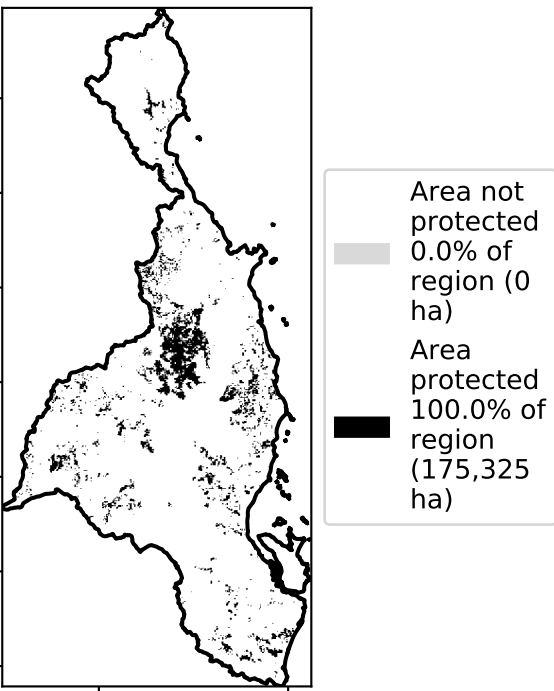 Area not
protected
0.0% of
region (0
ha)
Area
protected
100.0% of
region
(175,325
ha)